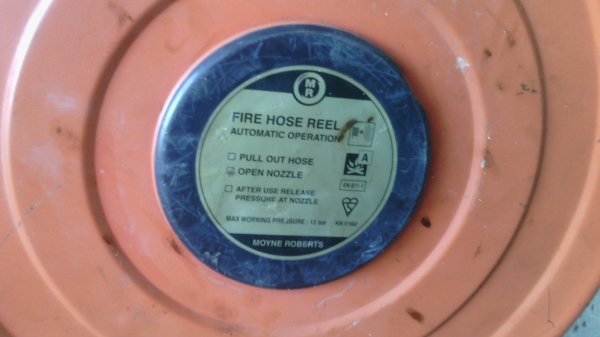 MR
FIRE HOSE REEL
AUTOMATIC OPERATION
PULL OUT HOSE
A
OPEN NOZZLE
EN 671-1
AFTER USE RELEASE
PRESSURE AT NOZZLE
MAX WORKING PRESSURE : 12 bar
MOYNE ROBERTS